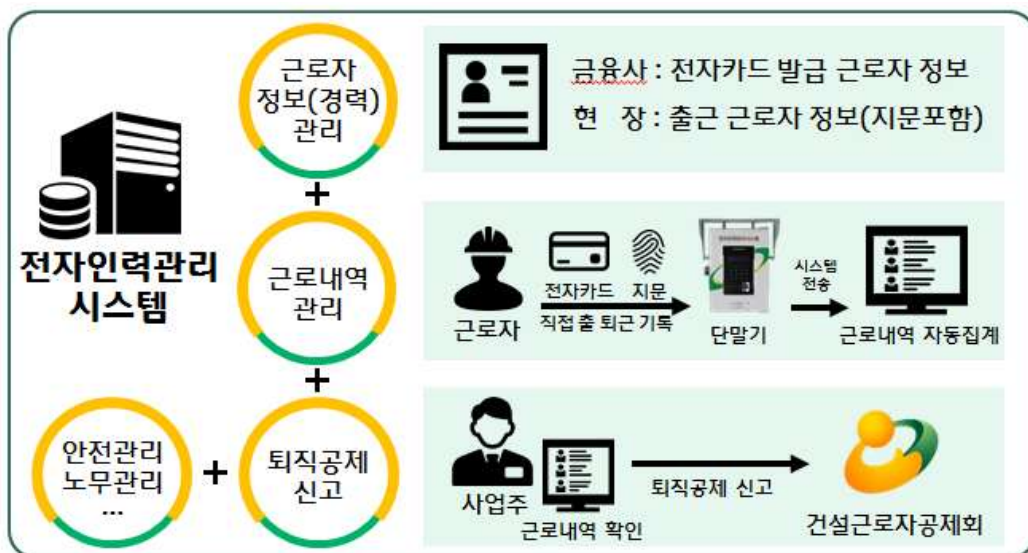 전자인력관리
시스템
근로자
정보(경력)
관리
금융사 : 전자카드 발급 근로자 정보
현 장 : 출근 근로자 정보(지문포함)
+
근로내역
관리
근로자
전자카드 지문
직접 출 퇴근 기록
단말기
시스템
전송
근로내역 자동집계
+
안전관리
노무관리
...
+
퇴직공제
신고
사업주
근로내역 확인
퇴직공제 신고
건설근로자공제회